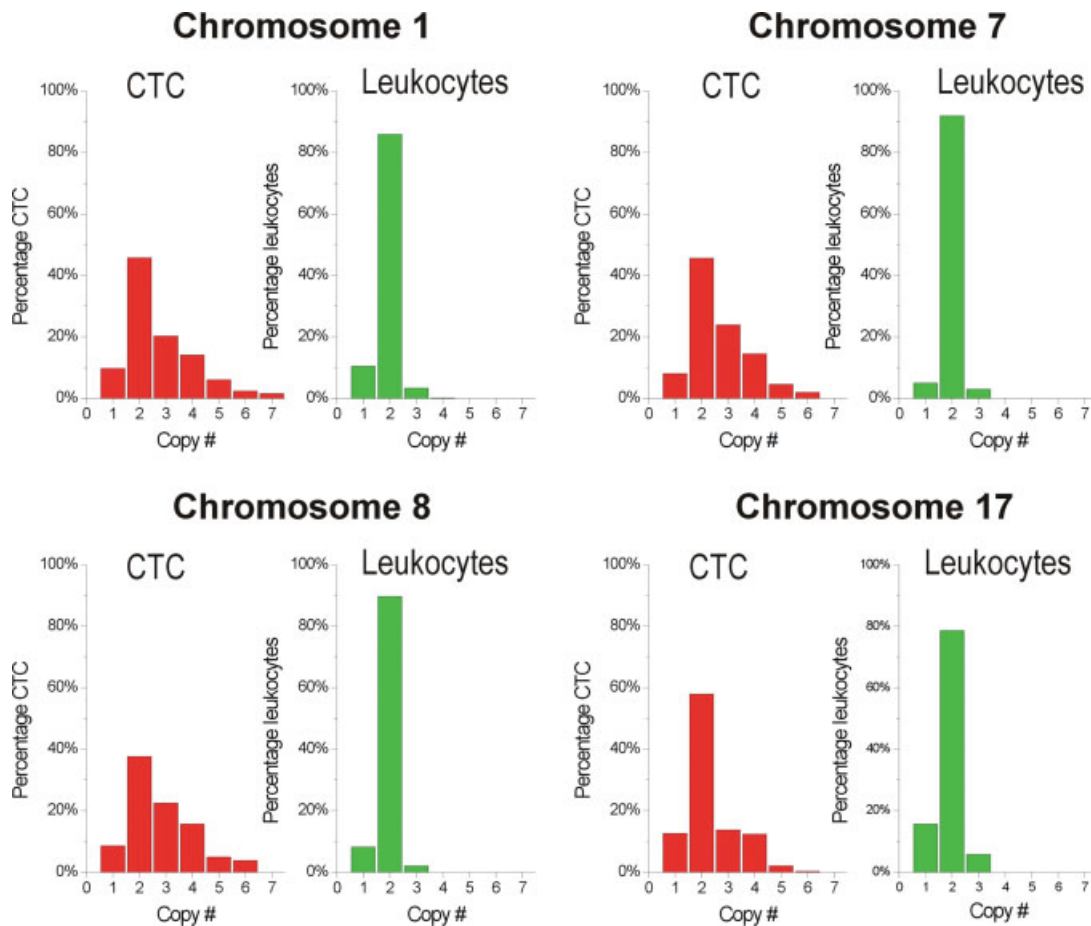 Chromosome 1
CTC
Leukocytes
Percentage CTC
100%
80%
60%
40%
20%
0%
0 1 2 3 4 5 6 7
Copy #
Percentage leukocytes
100%
80%
60%
40%
20%
0%
0 1 2 3 4 5 6 7
Copy #
Chromosome 7
CTC
Leukocytes
Percentage CTC
100%
80%
60%
40%
20%
0%
0 1 2 3 4 5 6 7
Copy #
Percentage leukocytes
100%
80%
60%
40%
20%
0%
0 1 2 3 4 5 6 7
Copy #
Chromosome 8
CTC
Leukocytes
Percentage CTC
100%
80%
60%
40%
20%
0%
0 1 2 3 4 5 6 7
Copy #
Percentage leukocytes
100%
80%
60%
40%
20%
0%
0 1 2 3 4 5 6 7
Copy #
Chromosome 17
CTC
Leukocytes
Percentage CTC
100%
80%
60%
40%
20%
0%
0 1 2 3 4 5 6 7
Copy #
Percentage leukocytes
100%
80%
60%
40%
20%
0%
0 1 2 3 4 5 6 7
Copy #